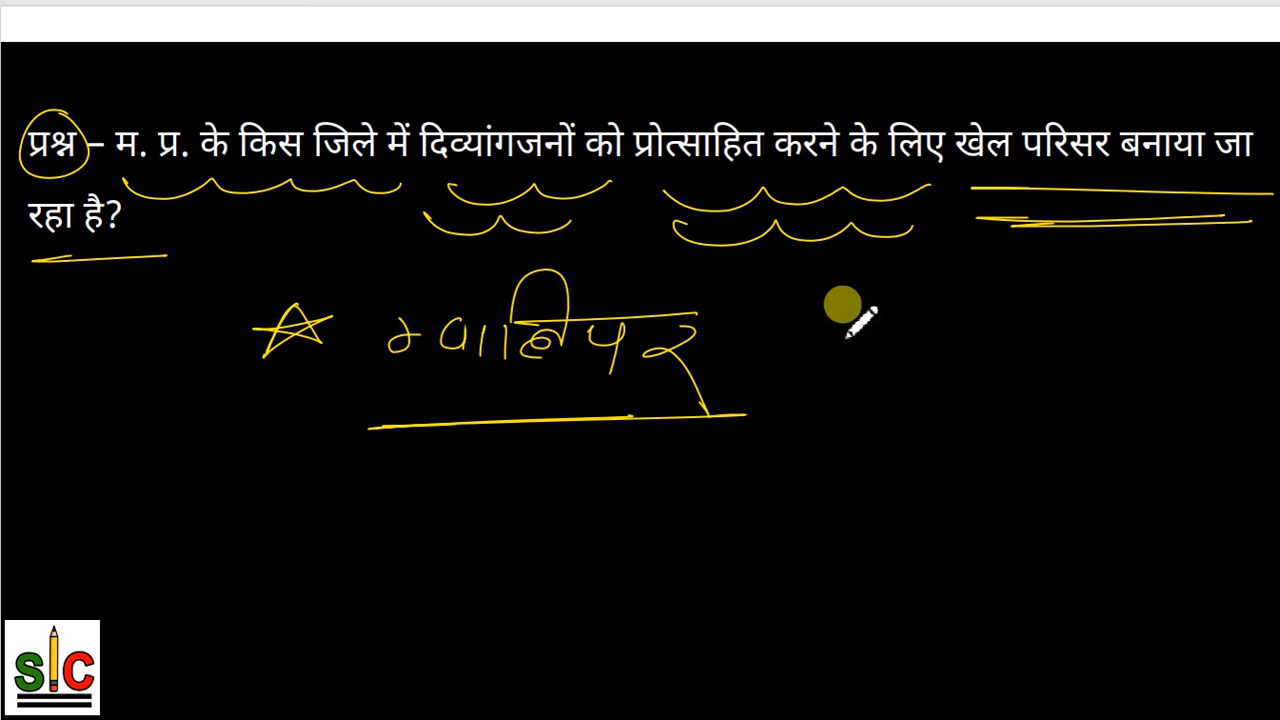 प्रश्न – म. प्र. के किस जिले में दिव्यांगजनों को प्रोत्साहित करने के लिए खेल परिसर बनाया जा
रहा है?
ग्वालियर
SIC